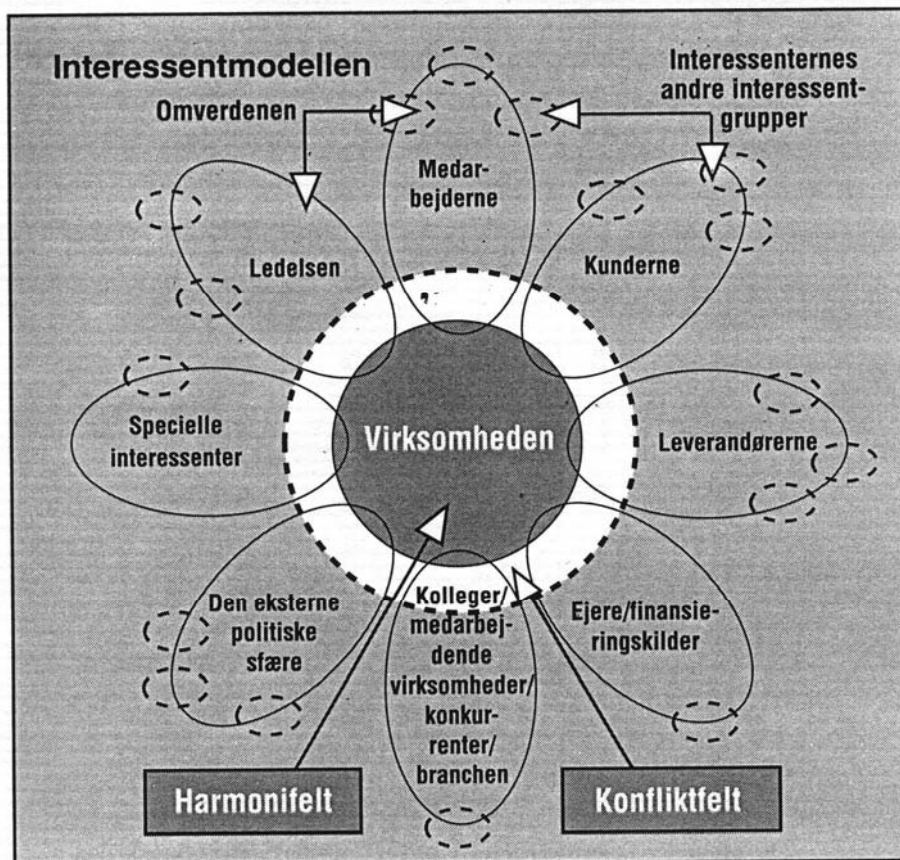 Interessentmodellen
Omverdenen
Interessenternes
andre interessent-
grupper
Medar-
bejderne
Ledelsen
Kunderne
Specielle
interessenter
Virksomheden
Leverandørerne
Den eksterne
politiske
sfære
Kolleger/
medarbej-
dende
virksomheder/
konkur-
renter/
branchen
Ejere/finansie-
ringskilder
Harmonifelt
Konfliktfelt